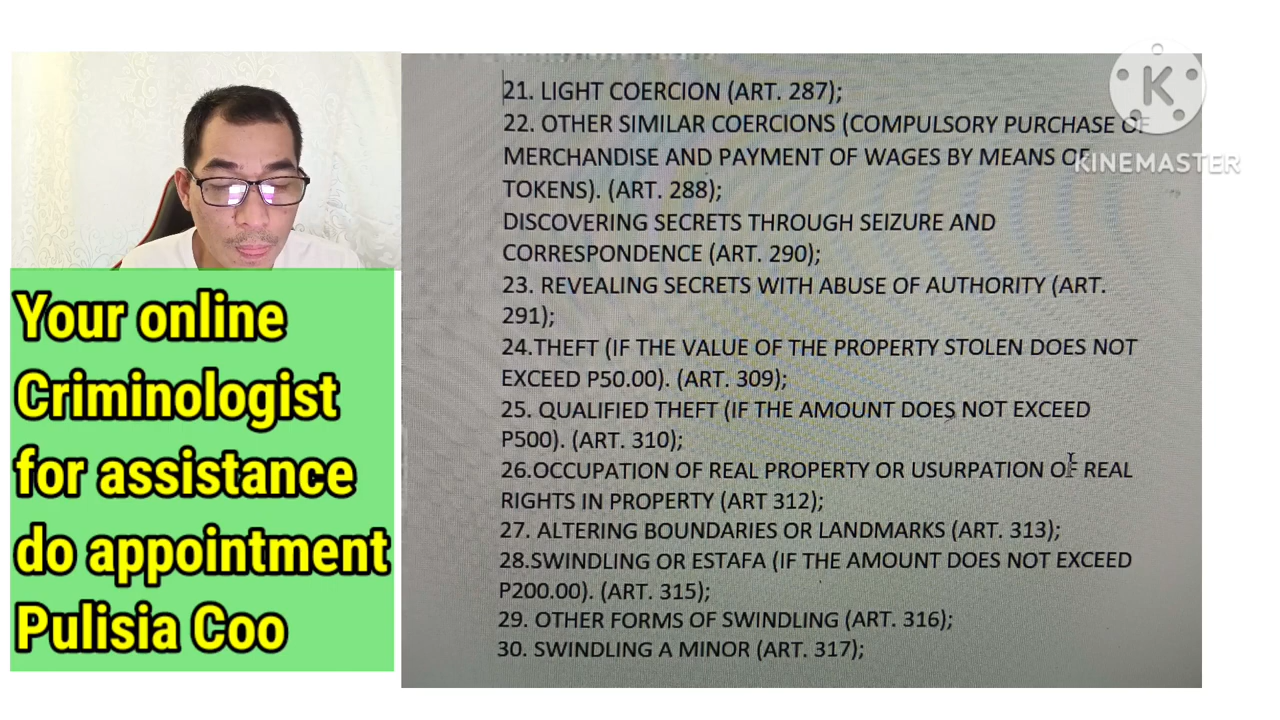 21. LIGHT COERCION (ART. 287);
22. OTHER SIMILAR COERCIONS (COMPULSORY PURCHASE OF
MERCHANDISE AND PAYMENT OF WAGES BY MEANS OF
TOKENS). (ART. 288);
DISCOVERING SECRETS THROUGH SEIZURE AND
CORRESPONDENCE (ART. 290);
23. REVEALING SECRETS WITH ABUSE OF AUTHORITY (ART.
291);
24.THEFT (IF THE VALUE OF THE PROPERTY STOLEN DOES NOT
EXCEED P50.00). (ART. 309);
25. QUALIFIED THEFT (IF THE AMOUNT DOES NOT EXCEED
P500). (ART. 310);
26.OCCUPATION OF REAL PROPERTY OR USURPATION OF REAL
RIGHTS IN PROPERTY (ART 312);
27. ALTERING BOUNDARIES OR LANDMARKS (ART. 313);
28.SWINDLING OR ESTAFA (IF THE AMOUNT DOES NOT EXCEED
P200.00). (ART. 315);
29. OTHER FORMS OF SWINDLING (ART. 316);
30. SWINDLING A MINOR (ART. 317);
K
KINEMASTER
Your online
Criminologist
for assistance
do appointment
Pulisia Coo